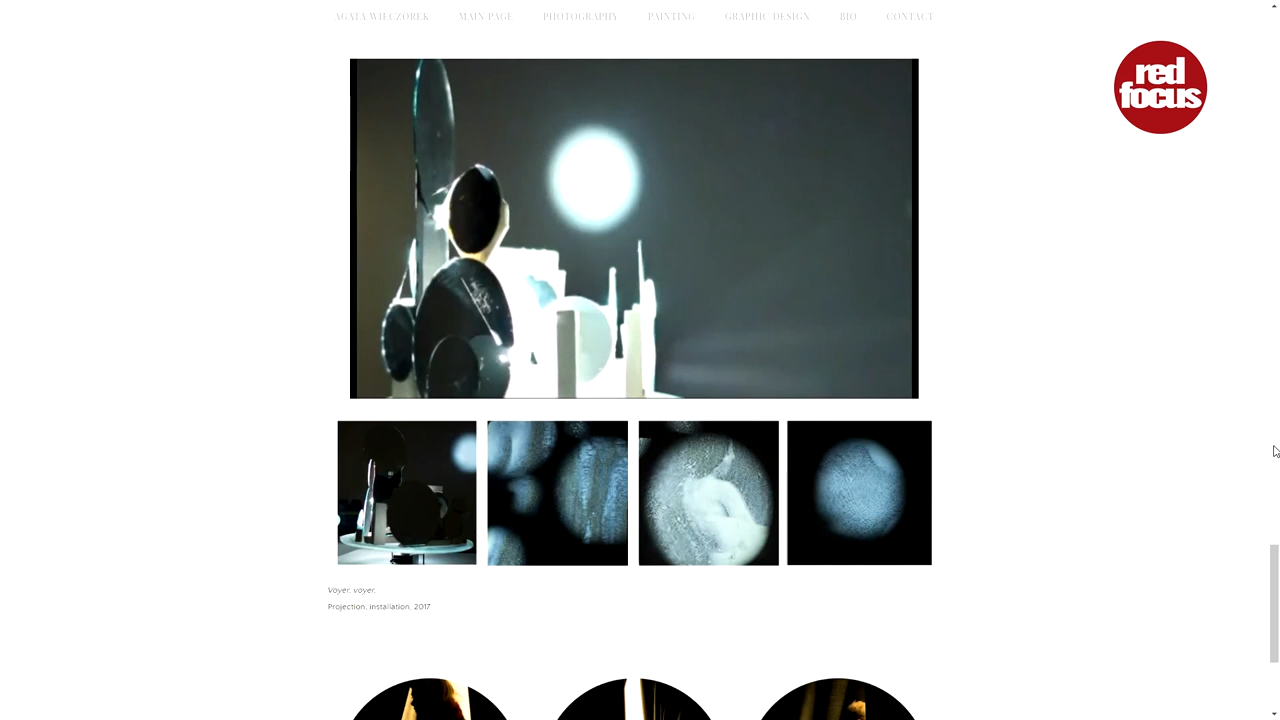 AGATA WIECZOREK MAIN PAGE PHOTOGRAPHY PAINTING GRAPHIC DESIGN BIO CONTACT
red
focus
Voyer, voyer,
Projection, installation, 2017